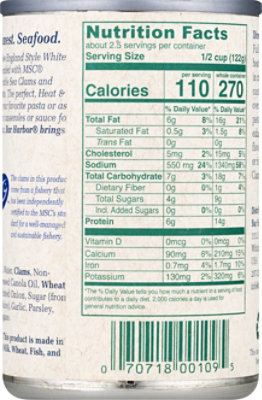 nest. Seafood.
England Style White
ed with MSC®
le Sea Clams and
. The perfect, Heat &
r favorite pasta or as
casseroles or sauce fo
. Bar Harbor® brings
The clams in this produc
come from a fishery that
has been independently
certified to the MSC's
dard for a well-managed
and sustainable fishery.
Clams, Non-
Canola Oil, Wheat
Onion, Sugar (from
Garlic, Parsley,
This product is made in
Milk, Wheat, Fish, and
Nutrition Facts
about 2.5 servings per container
Serving Size 1/2 cup (122g)
per serving whole container
Calories 110 270
% Daily Value* % Daily Value*
Total Fat 6g 8% 16g 21%
Saturated Fat 0.5g 3% 1.5g 8%
Trans Fat 0g 0g
Cholesterol 5mg 2% 15mg 5%
Sodium 550 mg 24% 1340mg 58%
Total Carbohydrate 7g 3% 18g 7%
Dietary Fiber 0g 0% 1g 4%
Total Sugars 4g 9g
Incl. Added Sugars 0g 0% 0g 0%
Protein 6g 14g
Vitamin D 0mcg 0% 0mcg 0%
Calcium 90mg 6% 210mg 15%
Iron 0.7mg 4% 1.7mg 10%
Potassium 130mg 2% 320mg 6%
*The % Daily Value tells you how much a nutrient in a serving of food
contributes to a daily diet. 2,000 calories a day is used for
general nutrition advice.
0 70718 00109 5